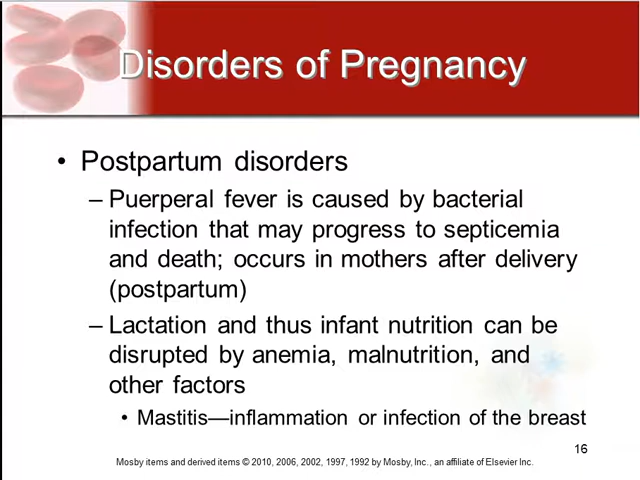 Disorders of Pregnancy
• Postpartum disorders
– Puerperal fever is caused by bacterial
infection that may progress to septicemia
and death; occurs in mothers after delivery
(postpartum)
– Lactation and thus infant nutrition can be
disrupted by anemia, malnutrition, and
other factors
• Mastitis—inflammation or infection of the breast
16
Mosby items and derived items © 2010, 2006, 2002, 1997, 1992 by Mosby, Inc., an affiliate of Elsevier Inc.